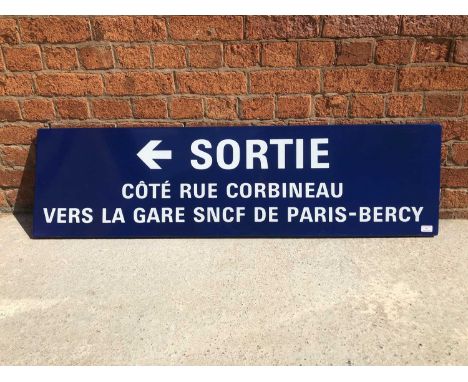 ← SORTIE
CÔTÉ RUE CORBINEAU
VERS LA GARE SNCF DE PARIS-BERCY